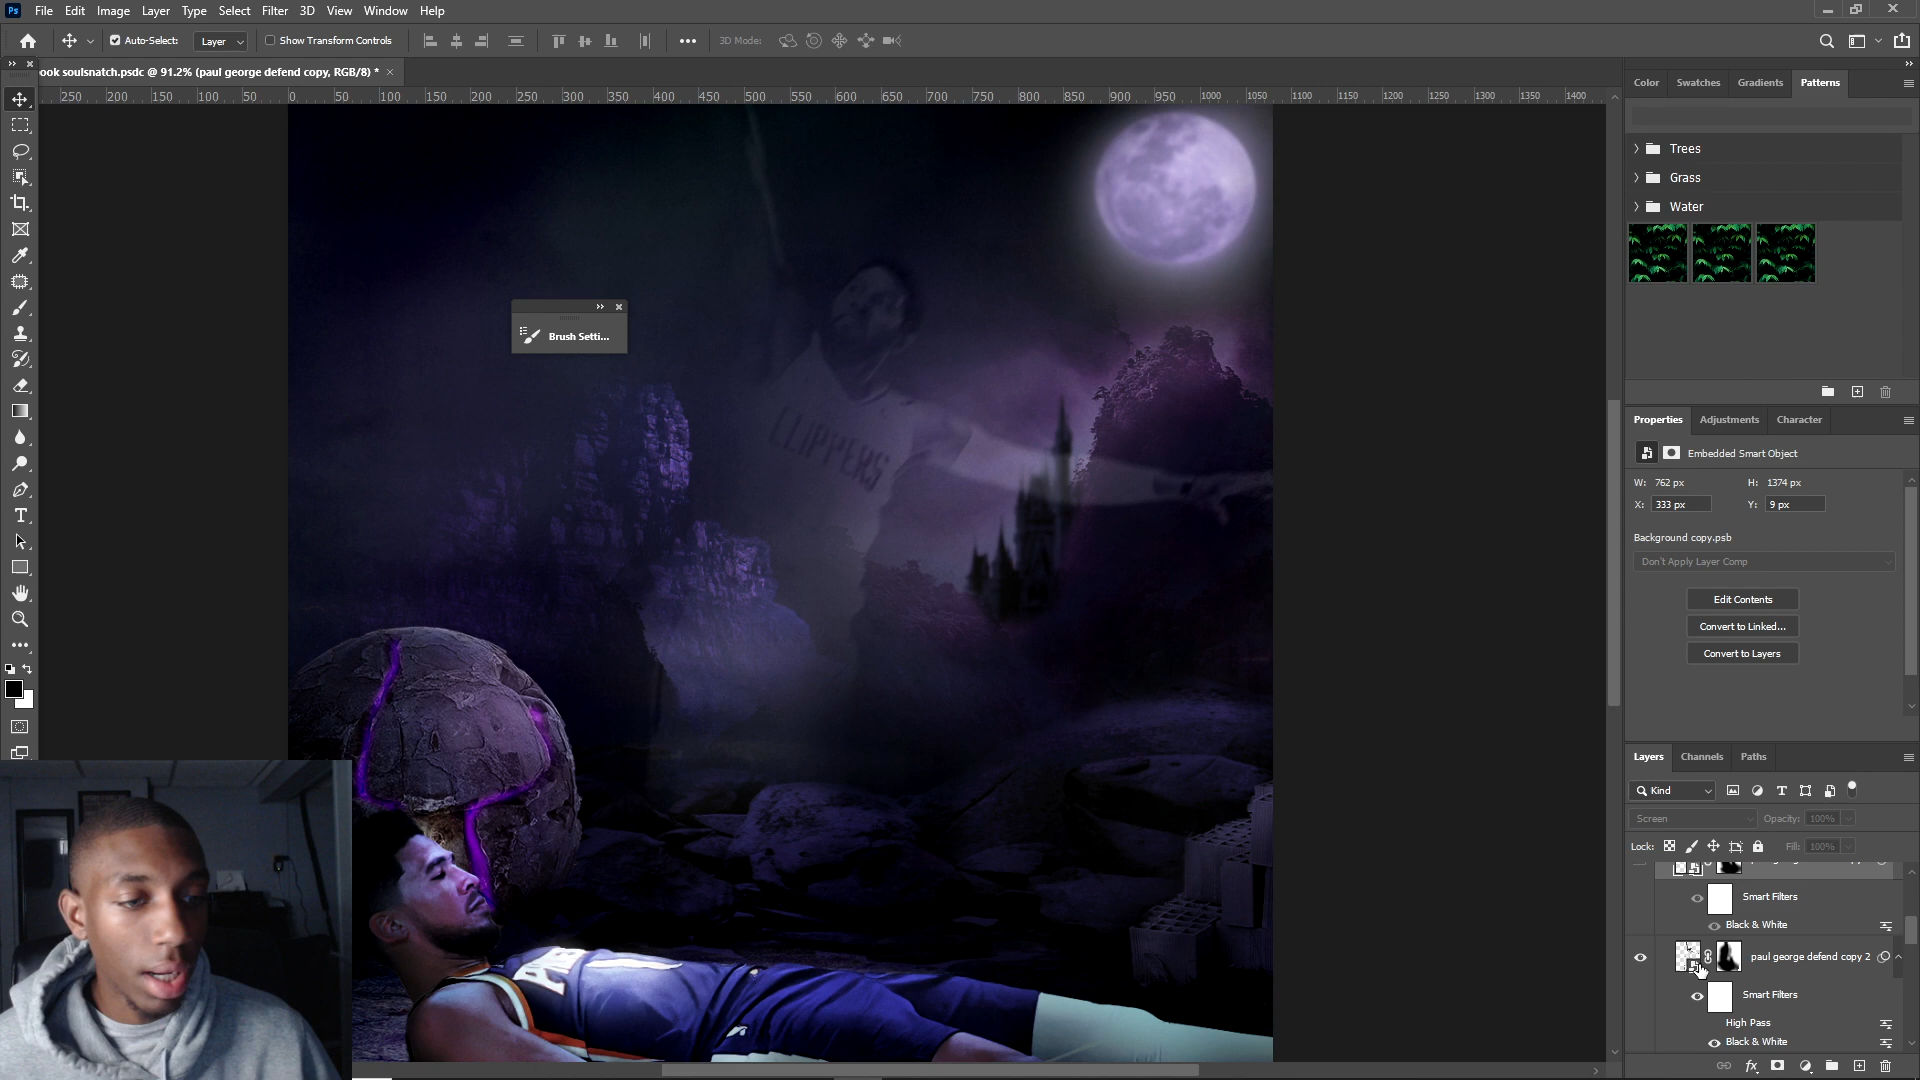 Ps File Edit Image Layer Type Select Filter 3D View Window Help
Auto-Select: Layer Show Transform Controls 3D Mode:
ook soulsnatch.psdc @ 91.2% (paul george defend copy, RGB/8) *
250 200 150 100 50 0 50 100 150 200 250 300 350 400 450 500 550 600 650 700 750 800 850 900 950 1000 1050 1100 1150 1200 1250 1300 1350 1400
Color Swatches Gradients Patterns
Trees
Grass
Water
Brush Setti...
CLIPPERS
Properties Adjustments Character
Embedded Smart Object
W: 762 px H: 1374 px
X: 333 px Y: 9 px
Background copy.psb
Don't Apply Layer Comp
Edit Contents
Convert to Linked...
Convert to Layers
Layers Channels Paths
Kind
Screen Opacity: 100%
Lock: Fill: 100%
Smart Filters
Black & White
paul george defend copy 2
Smart Filters
High Pass
Black & White